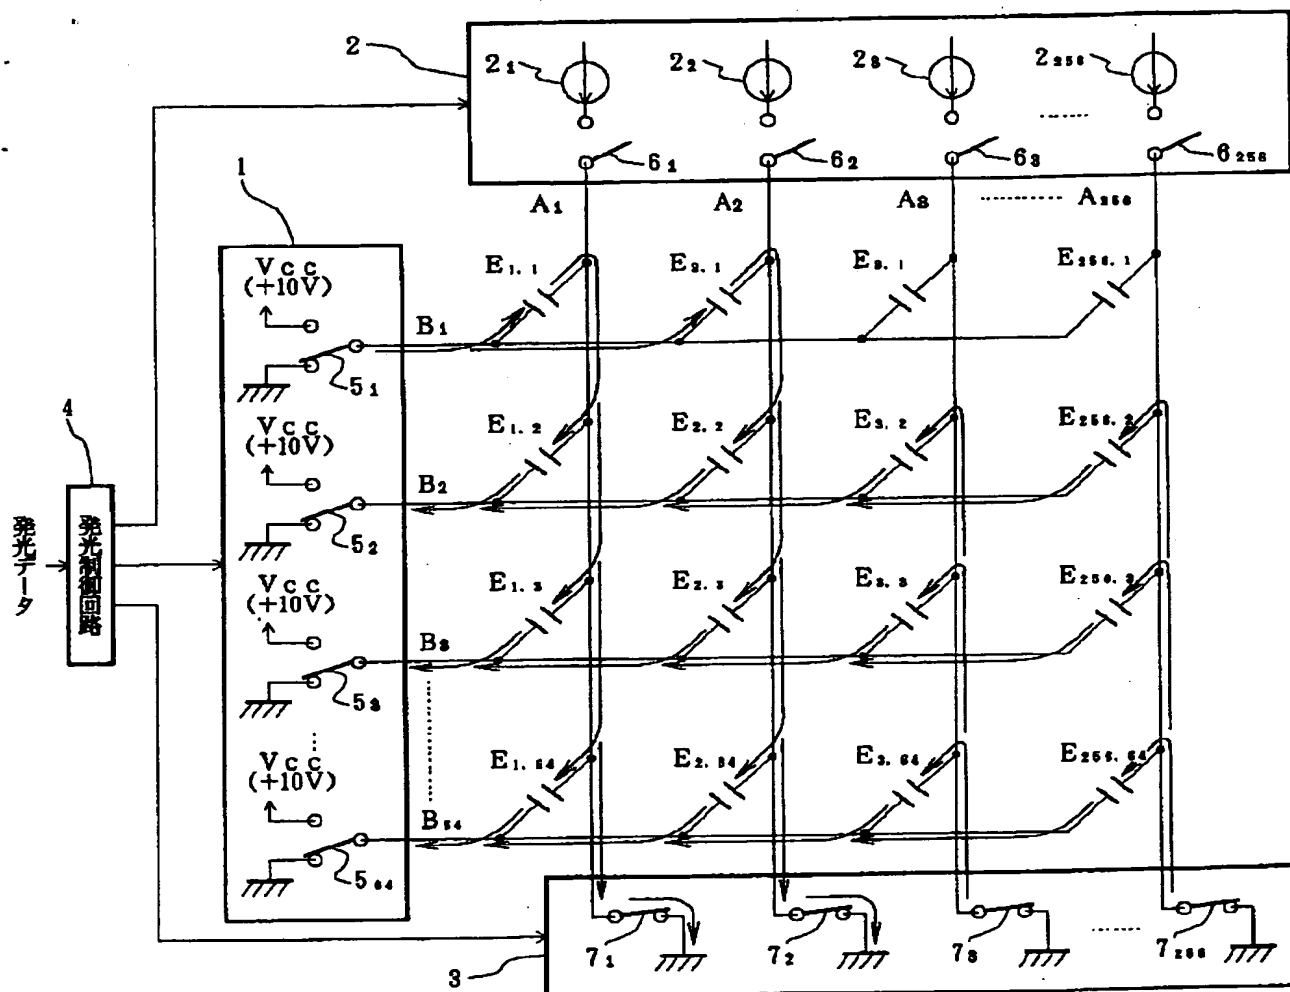 2
2₁
2₂
2₃
2₂₅₆
6₁
6₂
6₃
6₂₅₆
A₁
A₂
A₃
A₂₅₆
1
VCC
(+10V)
5₁
B₁
E₁.₁
E₂.₁
E₃.₁
E₂₅₆.₁
VCC
(+10V)
5₂
B₂
E₁.₂
E₂.₂
E₃.₂
E₂₅₆.₂
4
発光データ
発光制御回路
VCC
(+10V)
5₃
B₃
E₁.₃
E₂.₃
E₃.₃
E₂₅₆.₃
VCC
(+10V)
5₆₄
B₆₄
E₁.₆₄
E₂.₆₄
E₃.₆₄
E₂₅₆.₆₄
7₁
7₂
7₃
7₂₅₆
3